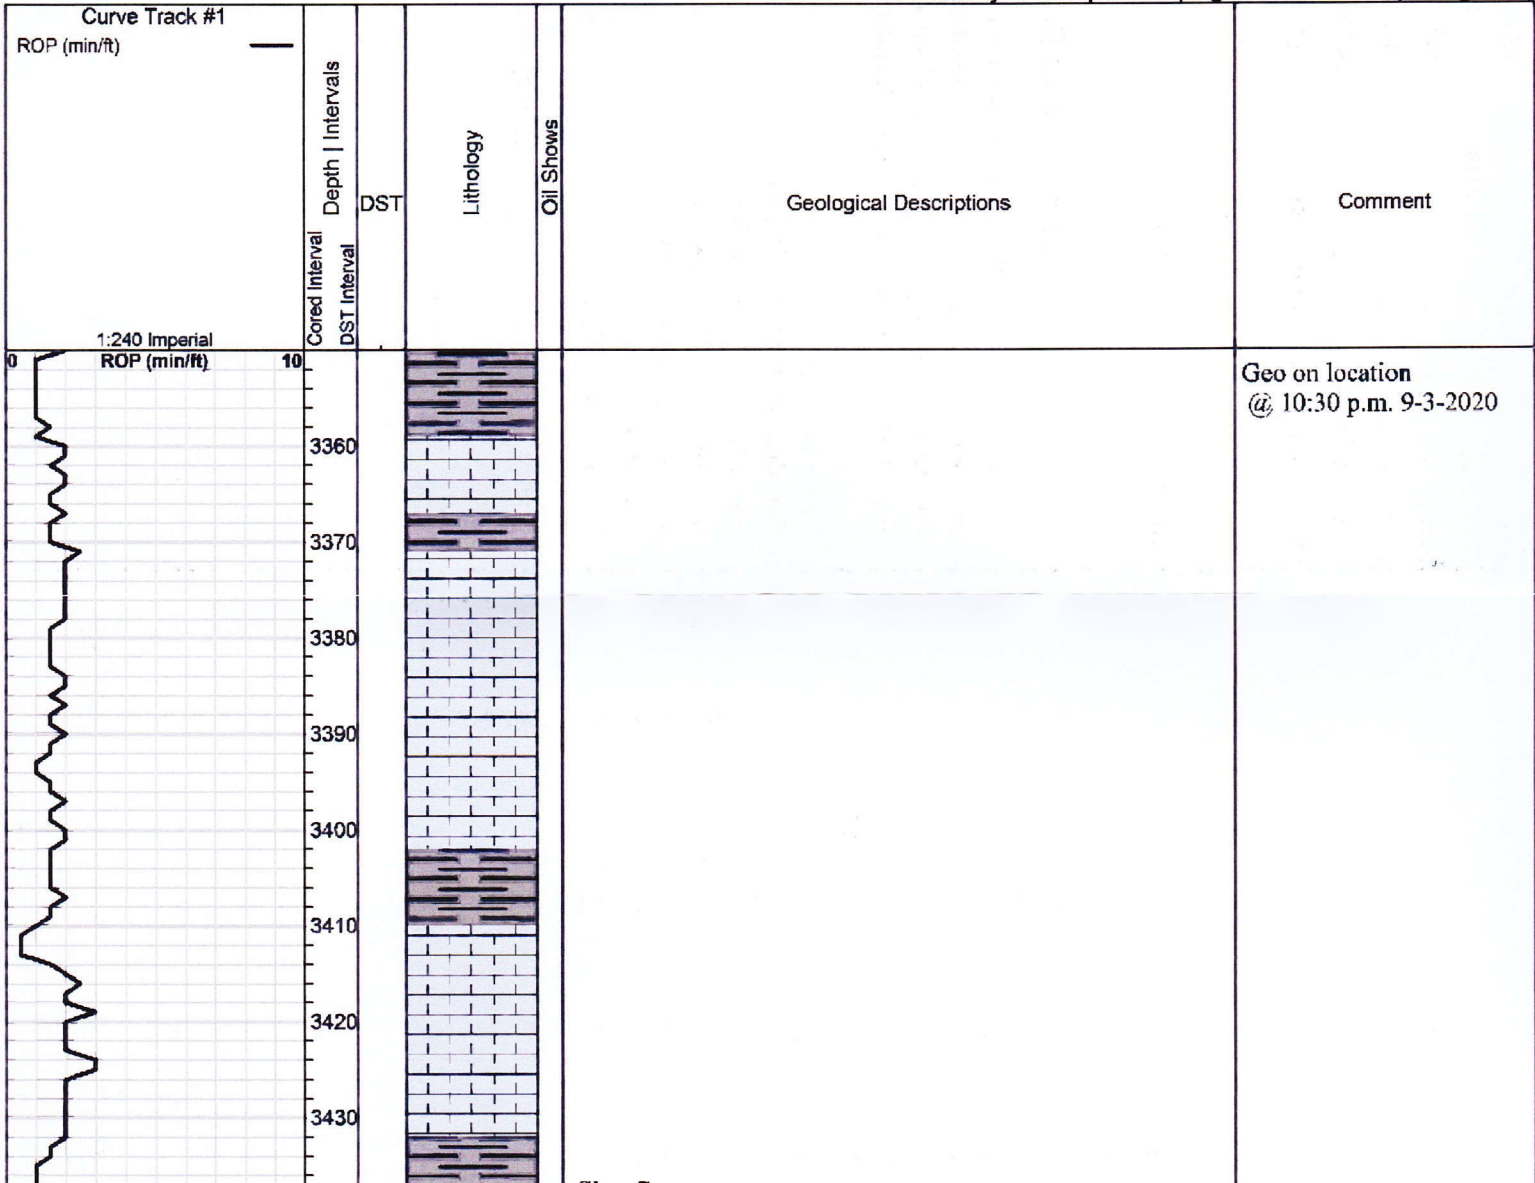 Curve Track #1
ROP (min/ft)
1:240 Imperial
0 ROP (min/ft) 10
Depth | Intervals
Cored Interval
DST Interval
DST
Lithology
Oil Shows
Geological Descriptions
Comment
Geo on location
@ 10:30 p.m. 9-3-2020
3360
3370
3380
3390
3400
3410
3420
3430